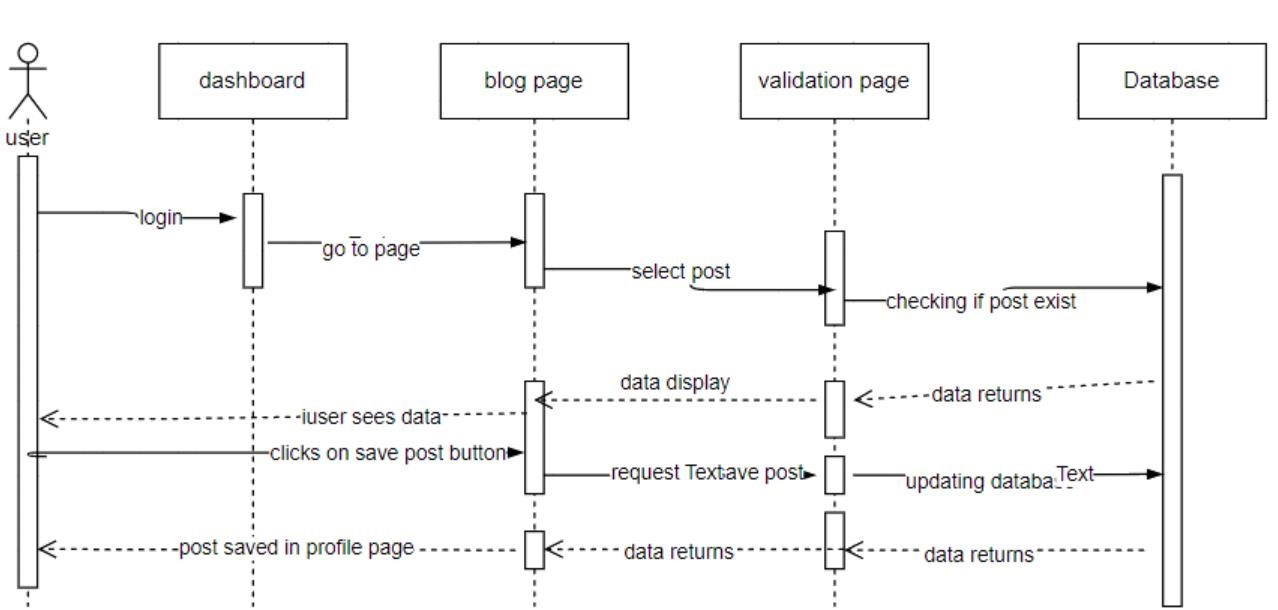 dashboard
blog page
validation page
Database
user
login
go to page
select post
checking if post exist
data display
data returns
iuser sees data
clicks on save post button
request Textave post
updating databa
Text
post saved in profile page
data returns
data returns